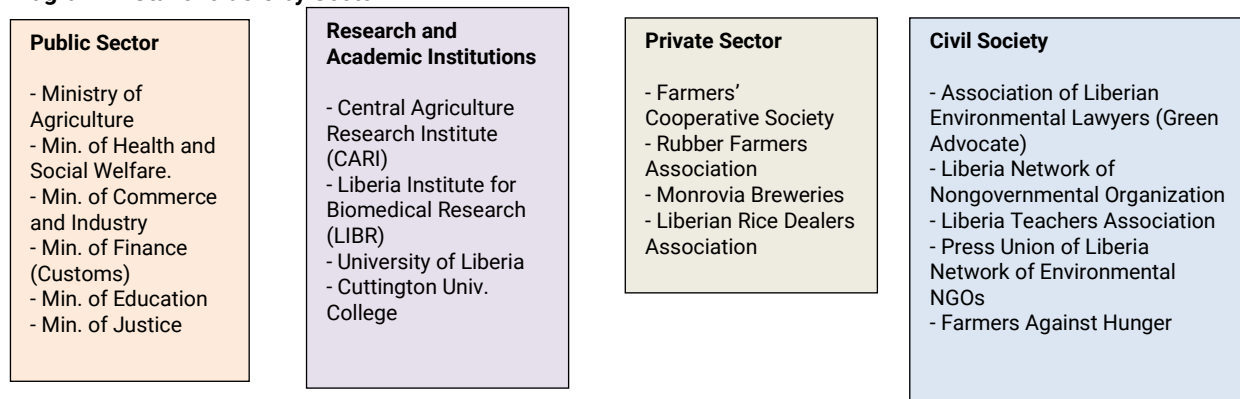 Public Sector
- Ministry of
Agriculture
- Min. of Health and
Social Welfare.
- Min. of Commerce
and Industry
- Min. of Finance
(Customs)
- Min. of Education
- Min. of Justice
Research and
Academic Institutions
- Central Agriculture
Research Institute
(CARI)
- Liberia Institute for
Biomedical Research
(LIBR)
- University of Liberia
- Cuttington Univ.
College
Private Sector
- Farmers’
Cooperative Society
- Rubber Farmers
Association
- Monrovia Breweries
- Liberian Rice Dealers
Association
Civil Society
- Association of Liberian
Environmental Lawyers (Green
Advocate)
- Liberia Network of
Nongovernmental Organization
- Liberia Teachers Association
- Press Union of Liberia
Network of Environmental
NGOs
- Farmers Against Hunger